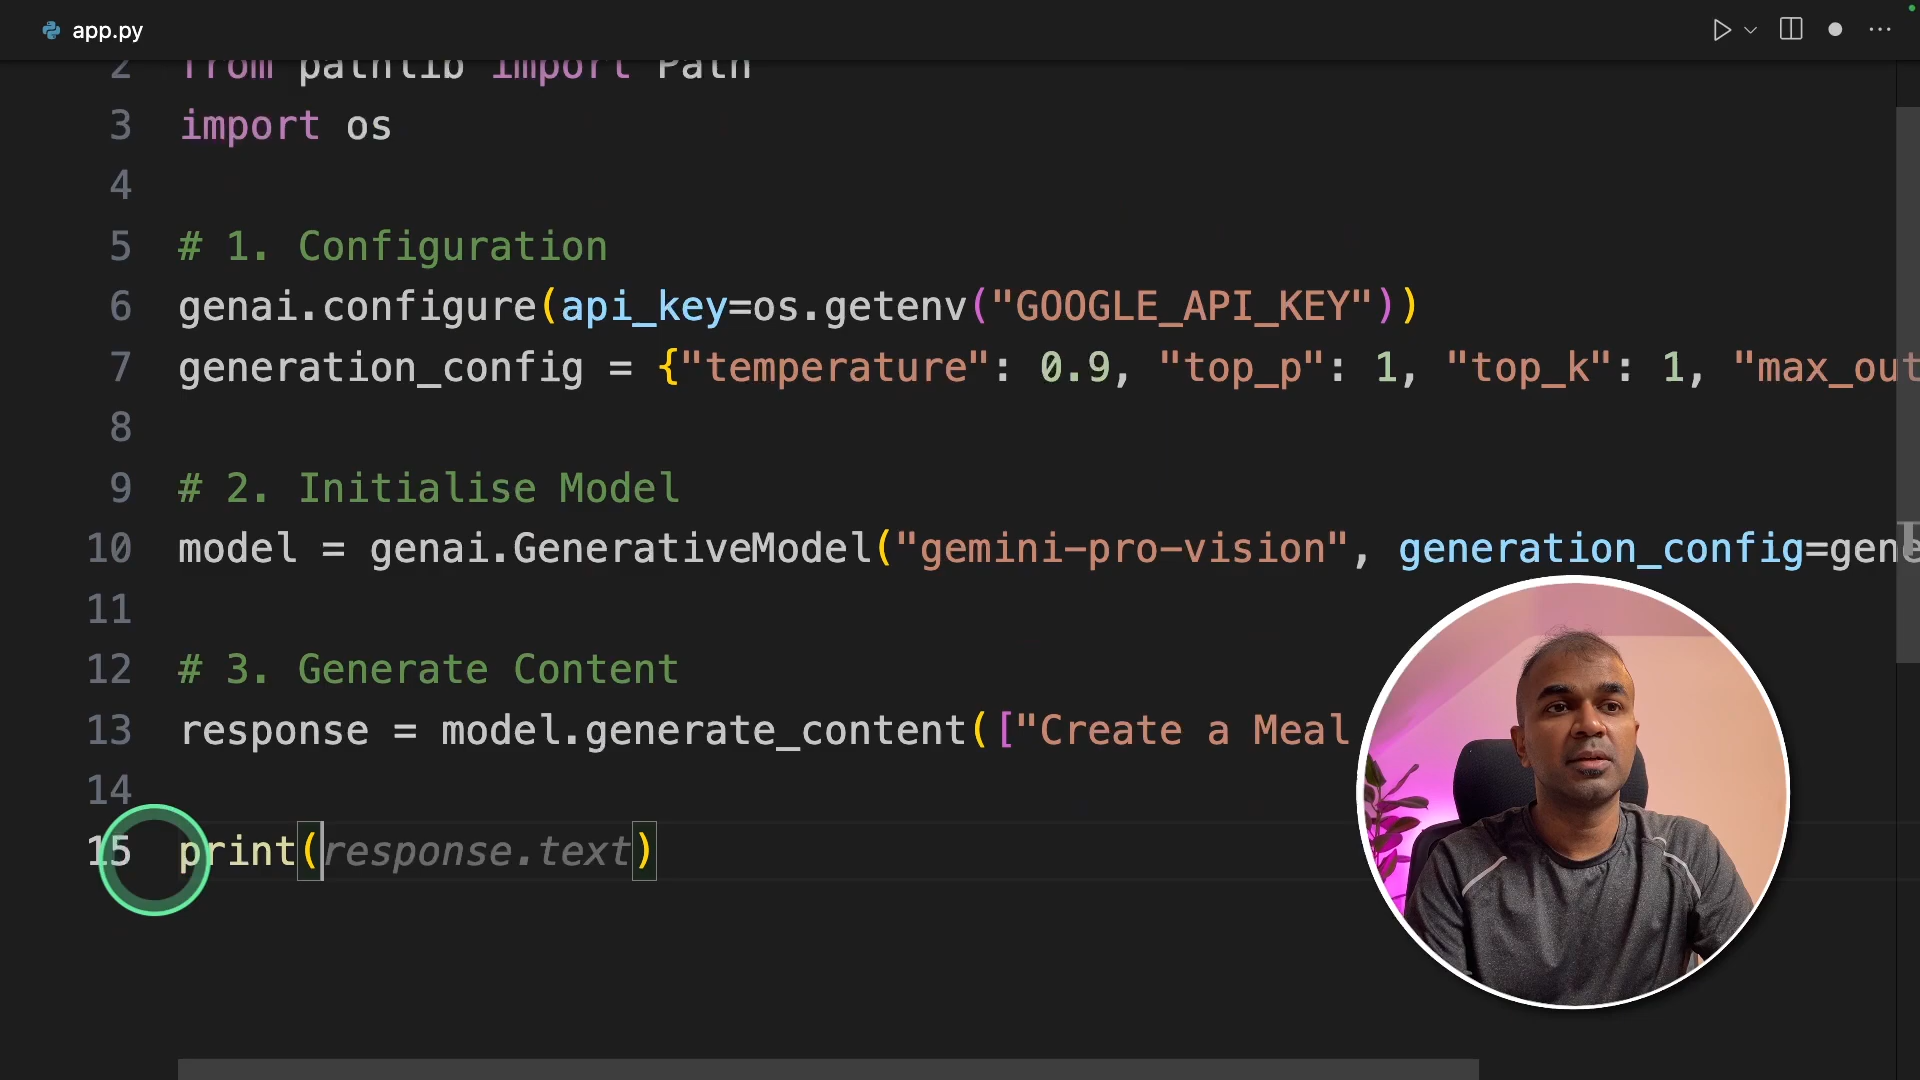 app.py
2 from pathlib import Path
3 import os
4
5 # 1. Configuration
6 genai.configure(api_key=os.getenv("GOOGLE_API_KEY"))
7 generation_config = {"temperature": 0.9, "top_p": 1, "top_k": 1, "max_out
8
9 # 2. Initialise Model
10 model = genai.GenerativeModel("gemini-pro-vision", generation_config=gene
11
12 # 3. Generate Content
13 response = model.generate_content(["Create a Meal
14
15 print(response.text)